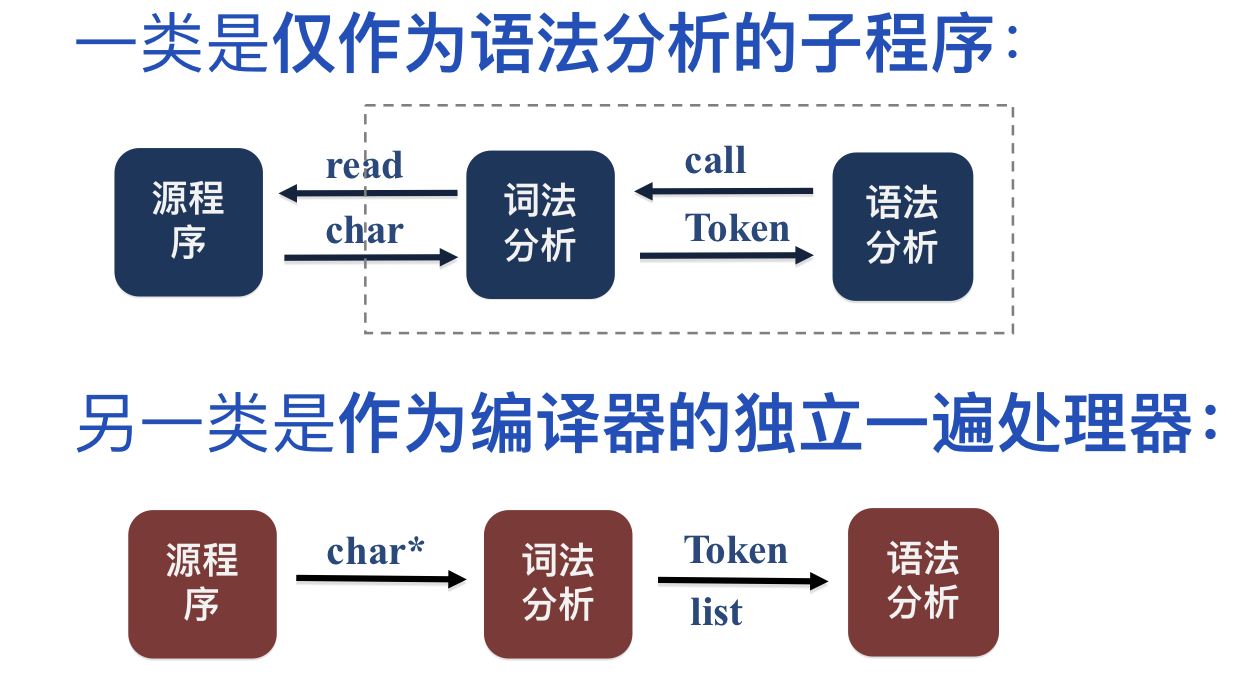 一类是仅作为语法分析的子程序：
read
call
源程
序
词法
分析
语法
分析
char
Token
另一类是作为编译器的独立一遍处理器：
源程
序
char*
词法
分析
Token
list
语法
分析